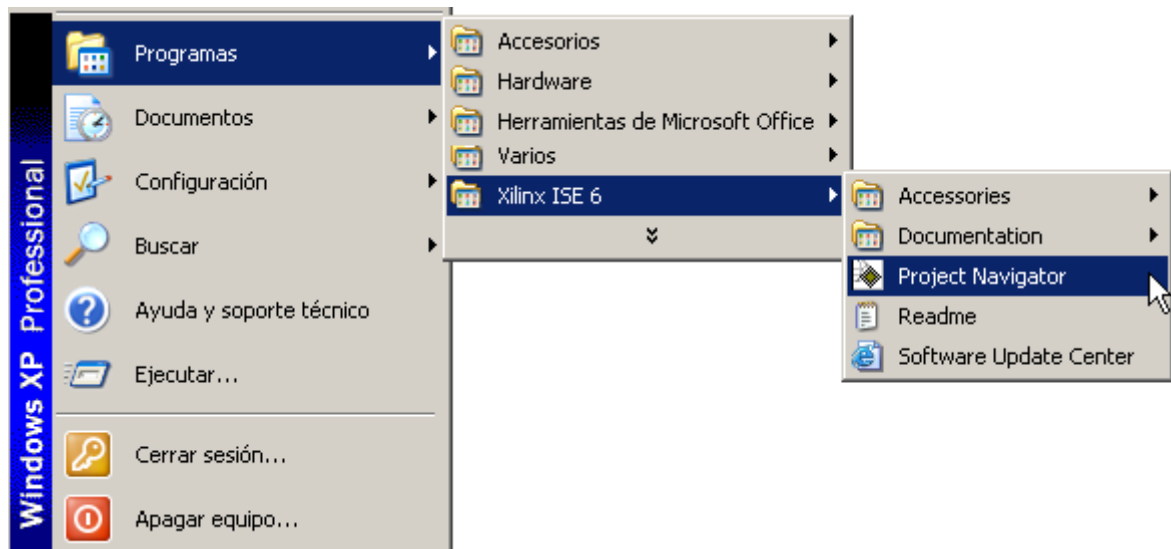 Windows XP Professional
Programas
Documentos
Configuración
Buscar
Ayuda y soporte técnico
Ejecutar...
Cerrar sesión...
Apagar equipo...
Accesorios
Hardware
Herramientas de Microsoft Office
Varios
Xilinx ISE 6
Accessories
Documentation
Project Navigator
Readme
Software Update Center